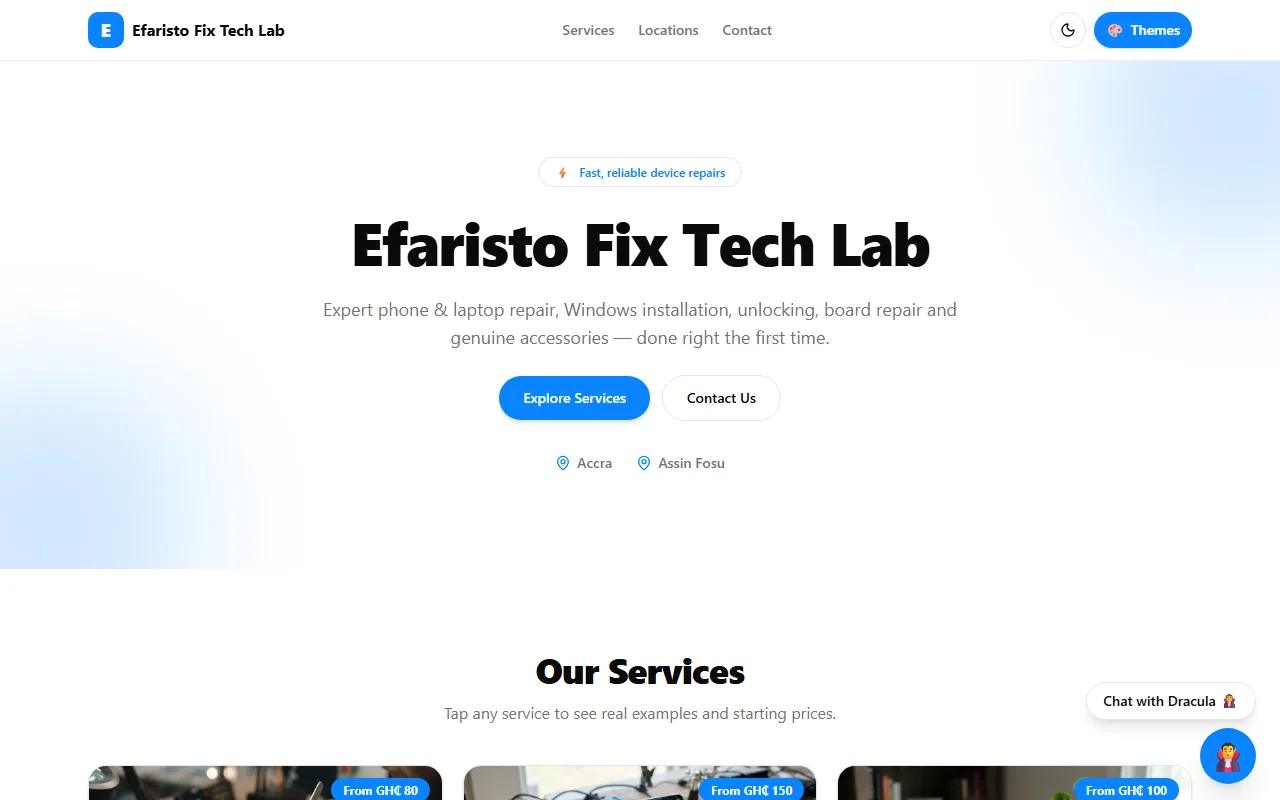 E
Efaristo Fix Tech Lab
Services
Locations
Contact
Themes
Fast, reliable device repairs
Efaristo Fix Tech Lab
Expert phone & laptop repair, Windows installation, unlocking, board repair and
genuine accessories — done right the first time.
Explore Services
Contact Us
Accra
Assin Fosu
Our Services
Tap any service to see real examples and starting prices.
Chat with Dracula
From GH₵ 80
From GH₵ 150
From GH₵ 100